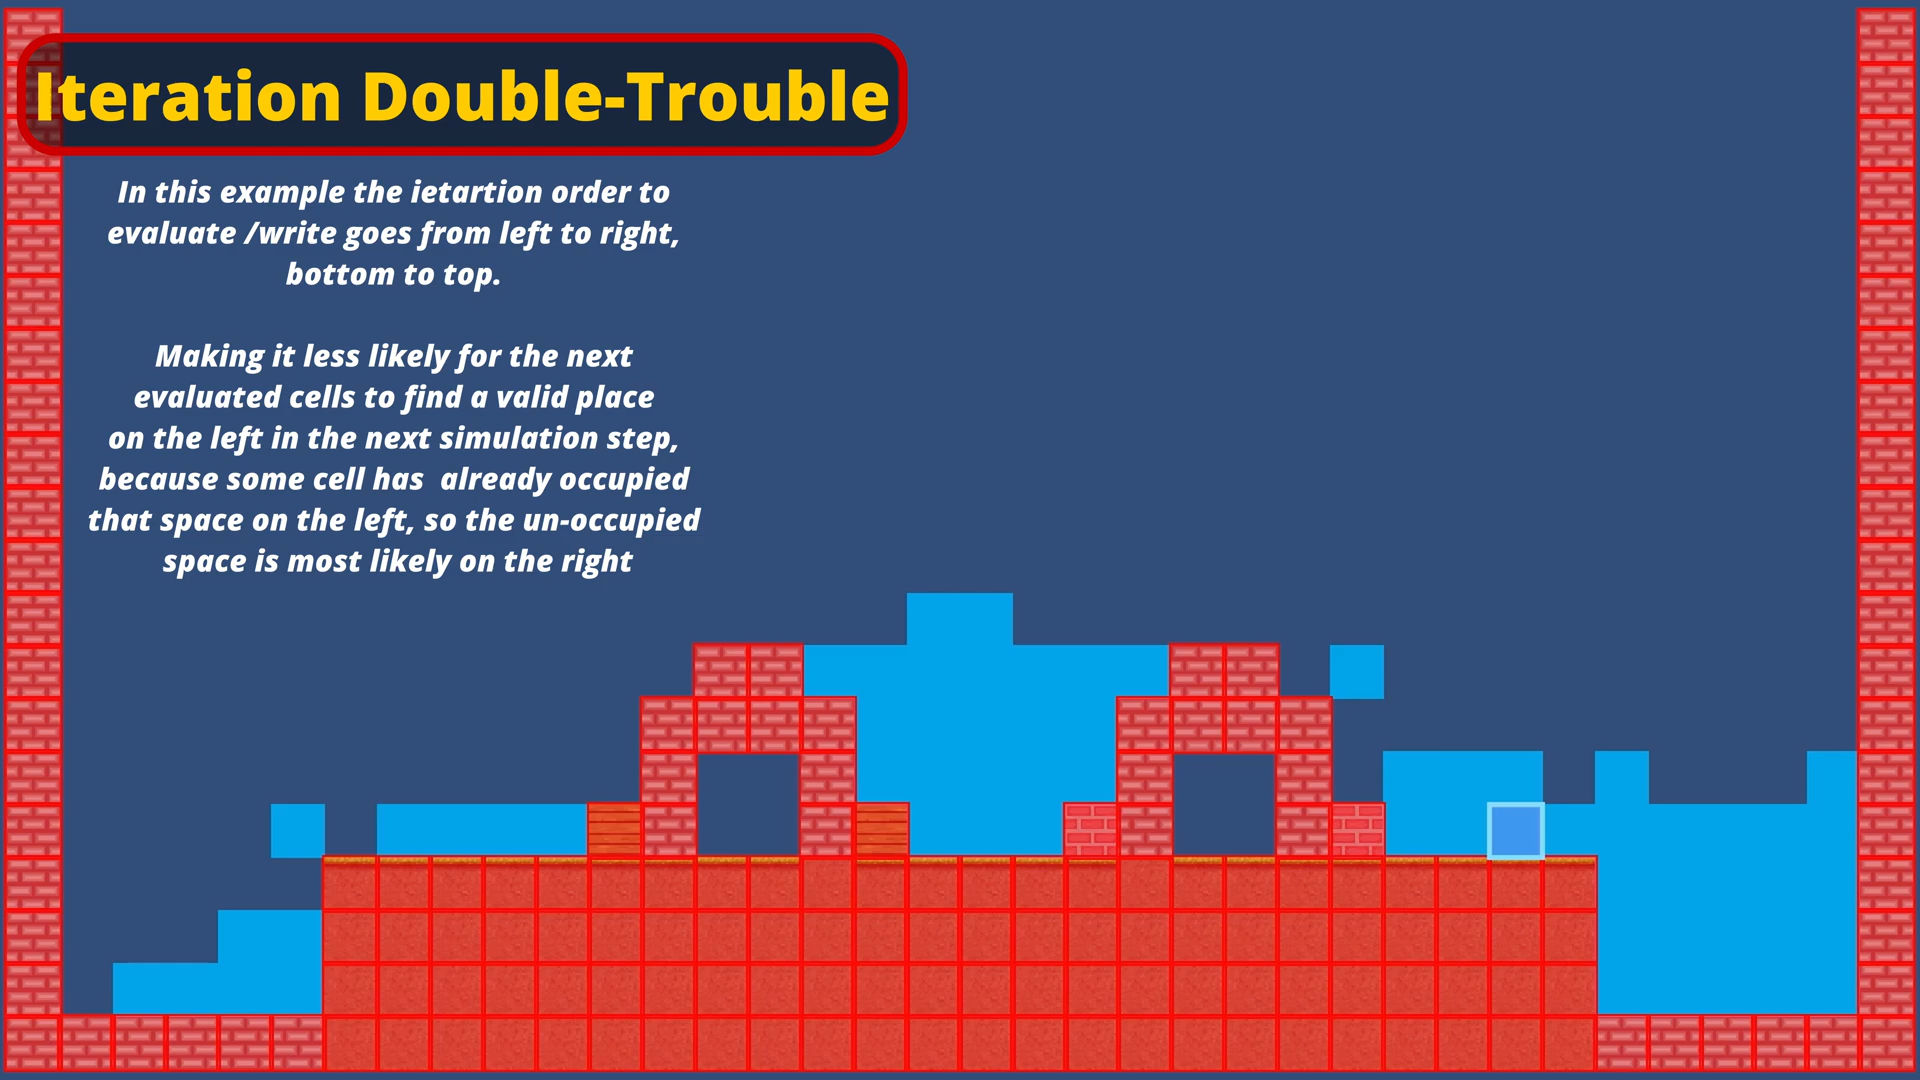 Iteration Double-Trouble
In this example the ietartion order to
evaluate /write goes from left to right,
bottom to top.
Making it less likely for the next
evaluated cells to find a valid place
on the left in the next simulation step,
because some cell has  already occupied
that space on the left, so the un-occupied
space is most likely on the right